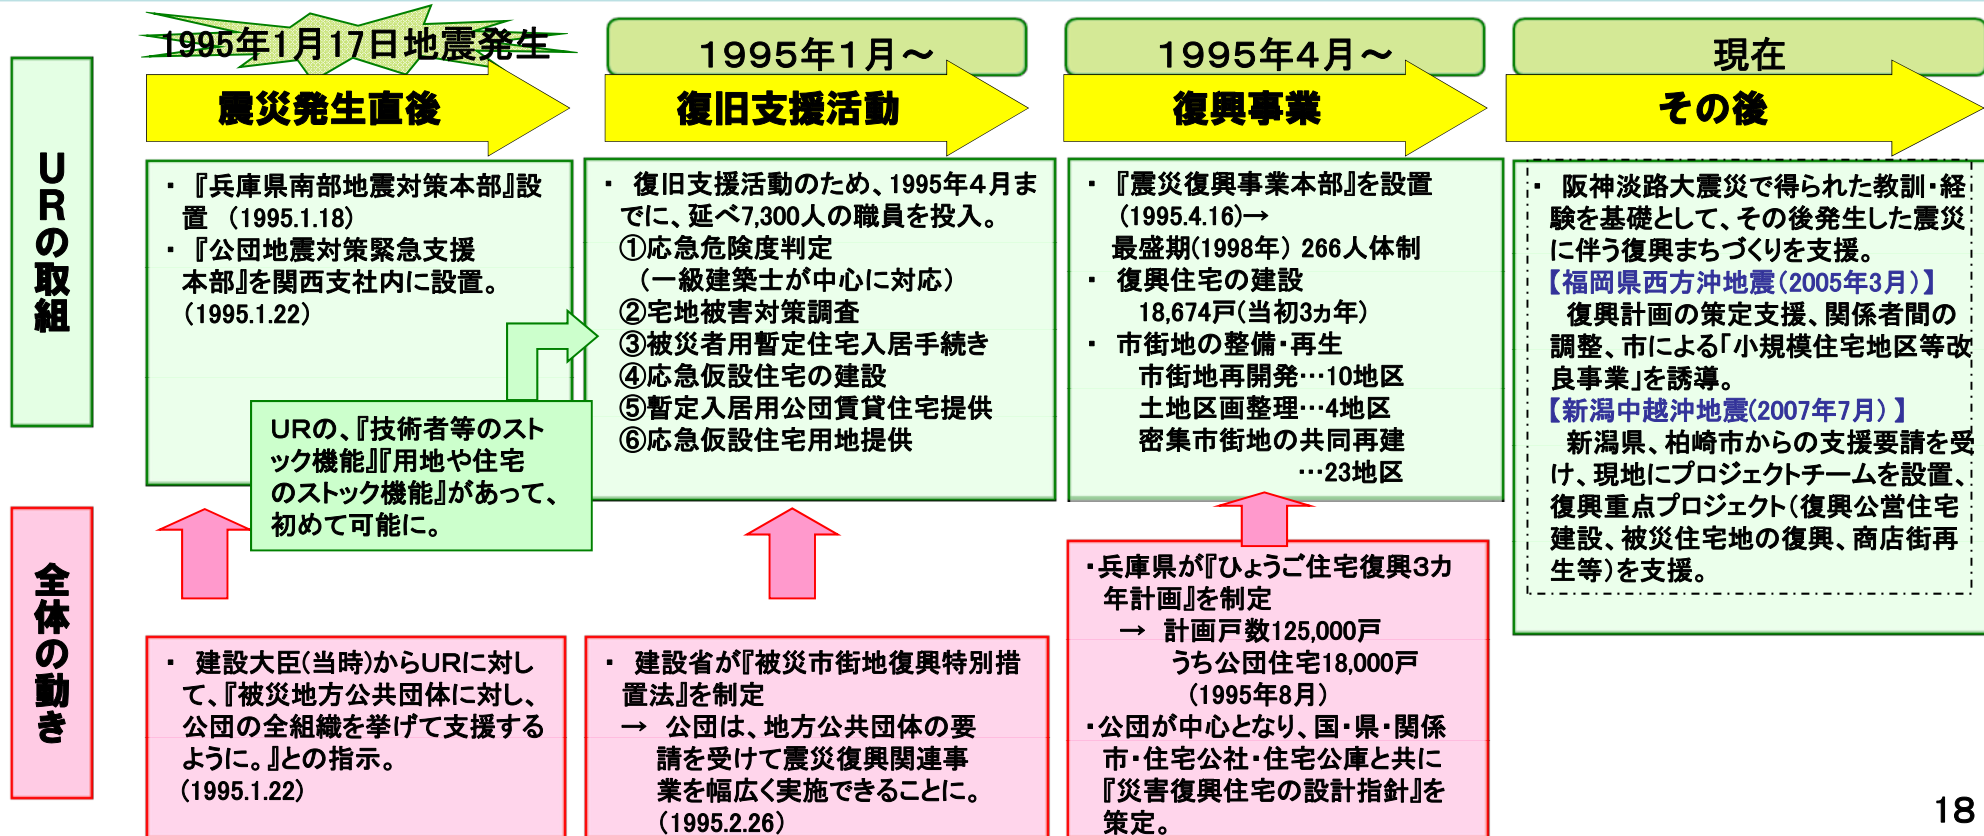 1995年1月17日地震発生
震災発生直後
1995年1月～
復旧支援活動
1995年4月～
復興事業
現在
その後
URの取組
・『兵庫県南部地震対策本部』設
置 （1995.1.18)
・『公団地震対策緊急支援
本部』を関西支社内に設置。
（1995.1.22）
URの、『技術者等のスト
ック機能』『用地や住宅
のストック機能』があって、
初めて可能に。
・ 復旧支援活動のため、1995年4月ま
でに、延べ7,300人の職員を投入。
①応急危険度判定
（一級建築士が中心に対応）
②宅地被害対策調査
③被災者用暫定住宅入居手続き
④応急仮設住宅の建設
⑤暫定入居用公団賃貸住宅提供
⑥応急仮設住宅用地提供
・『震災復興事業本部』を設置
(1995.4.16)→
最盛期(1998年) 266人体制
・ 復興住宅の建設
18,674戸(当初3ヵ年)
・ 市街地の整備・再生
市街地再開発…10地区
土地区画整理…4地区
密集市街地の共同再建
…23地区
・ 阪神淡路大震災で得られた教訓・経
験を基礎として、その後発生した震災
に伴う復興まちづくりを支援。
【福岡県西方沖地震（2005年3月）】
復興計画の策定支援、関係者間の
調整、市による「小規模住宅地区等改
良事業」を誘導。
【新潟中越沖地震(2007年7月) 】
新潟県、柏崎市からの支援要請を受
け、現地にプロジェクトチームを設置、
復興重点プロジェクト（復興公営住宅
建設、被災住宅地の復興、商店街再
生等）を支援。
全体の動き
・ 建設大臣(当時)からURに対し
て、『被災地方公共団体に対し、
公団の全組織を挙げて支援する
ように。』との指示。
(1995.1.22)
・ 建設省が『被災市街地復興特別措
置法』を制定
→ 公団は、地方公共団体の要
請を受けて震災復興関連事
業を幅広く実施できることに。
（1995.2.26）
・兵庫県が『ひょうご住宅復興3カ
年計画』を制定
→ 計画戸数125,000戸
うち公団住宅18,000戸
（1995年8月）
・公団が中心となり、国・県・関係
市・住宅公社・住宅公庫と共に
『災害復興住宅の設計指針』を
策定。
18